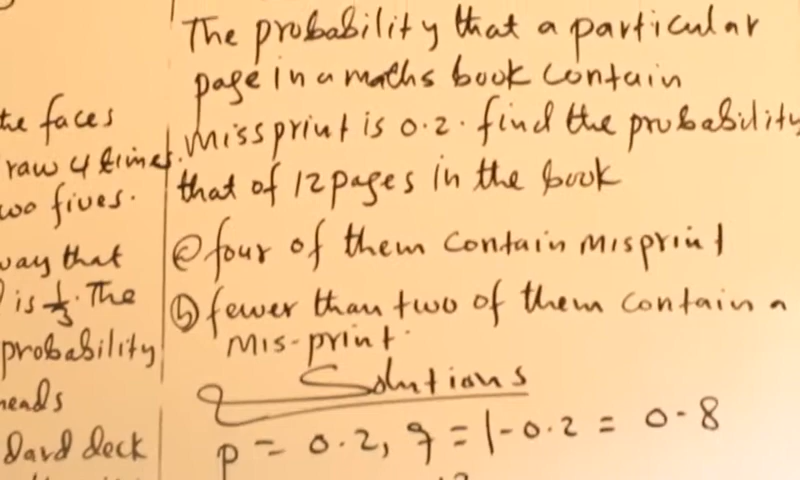 The probability that a particular
page in a maths book contain
missprint is 0.2. find the probability
that of 12 pages in the book
(a) four of them contain misprint
(b) fewer than two of them contain a
mis-print.
Solutions
p = 0.2, q = 1-0.2 = 0.8
the faces
raw 4 times.
wo fives.
way that
is 1/3. The
probability
heads
dard deck